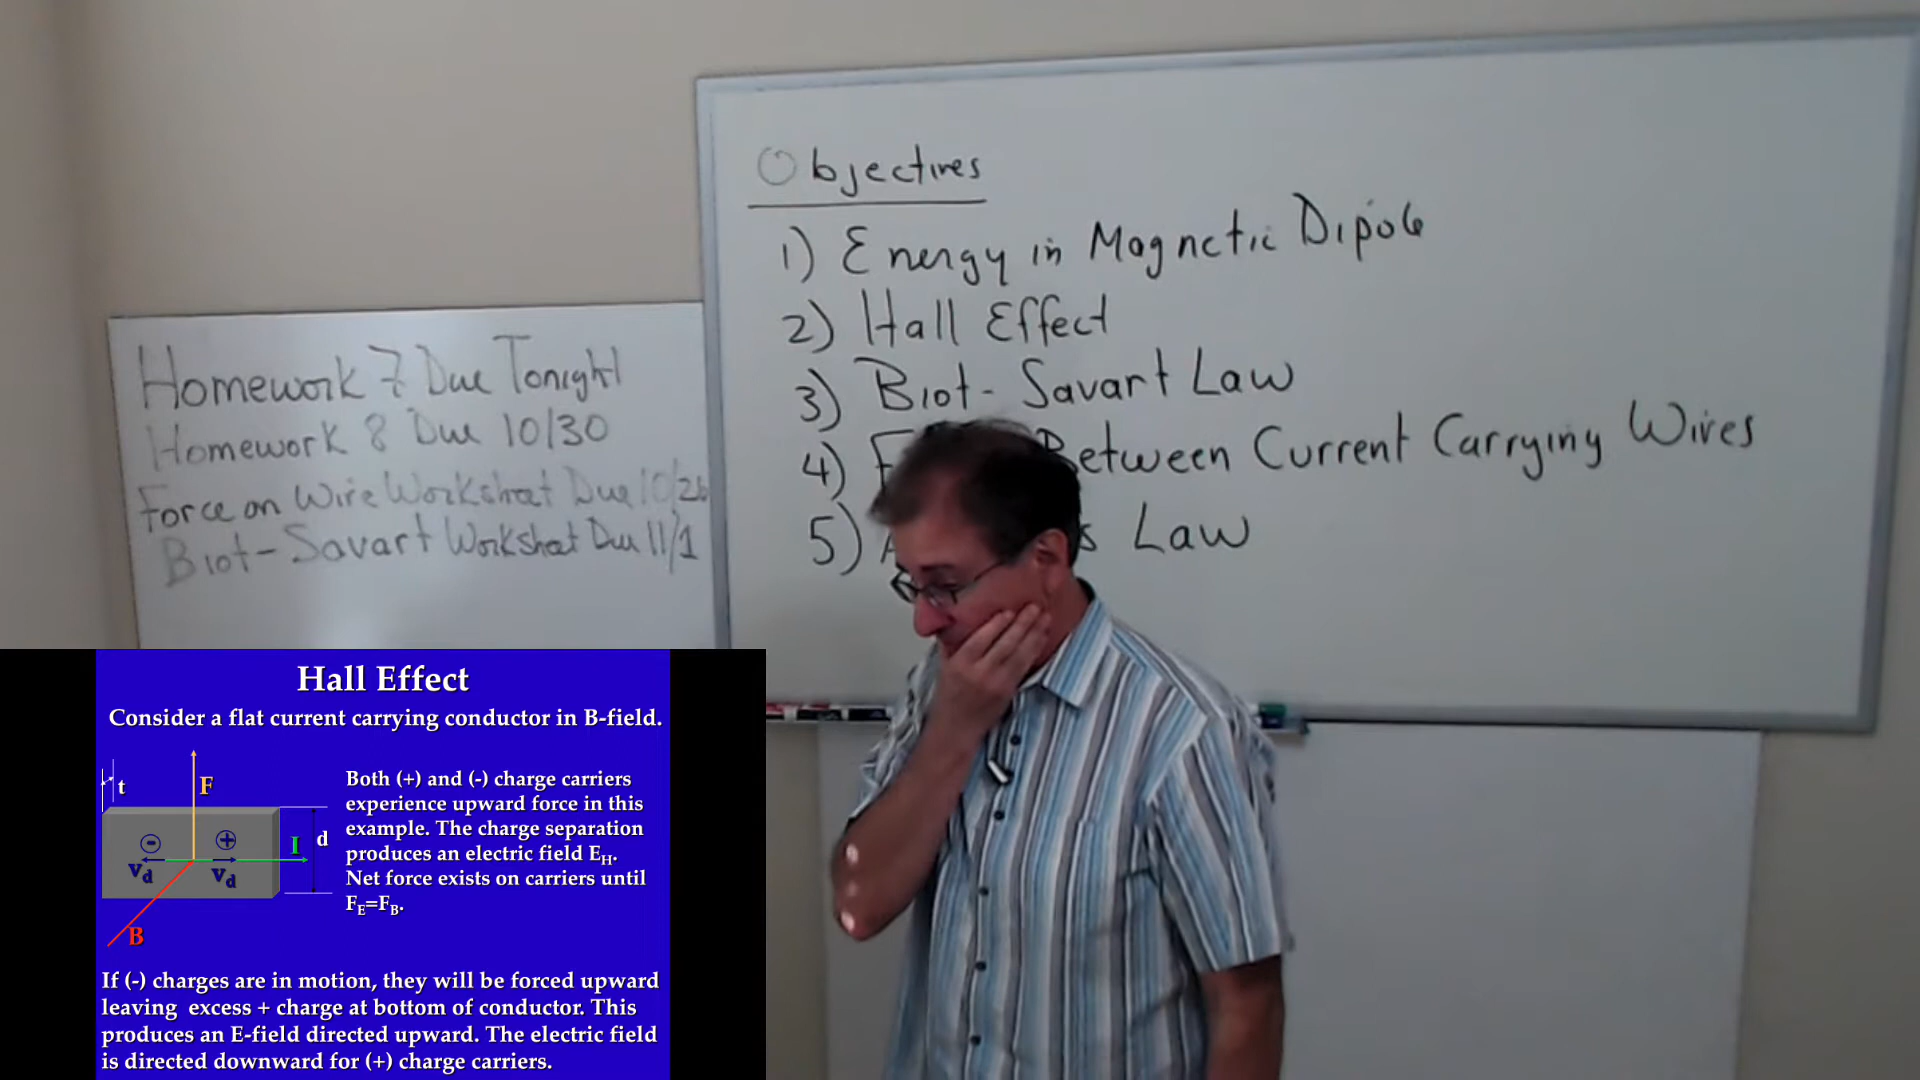 Objectives
1) Energy in Magnetic Dipole
2) Hall Effect
3) Biot-Savart Law
4) Between Current Carrying Wires
5) Law
Homework 7 Due Tonight
Homework 8 Due 10/30
Force on Wire Worksheet Due 10/26
Biot-Savart Worksheet Due 11/1
Hall Effect
Consider a flat current carrying conductor in B-field.
t
F
d
I
v_d
v_d
B
Both (+) and (-) charge carriers
experience upward force in this
example. The charge separation
produces an electric field E_H.
Net force exists on carriers until
F_E=F_B.
If (-) charges are in motion, they will be forced upward
leaving excess + charge at bottom of conductor. This
produces an E-field directed upward. The electric field
is directed downward for (+) charge carriers.